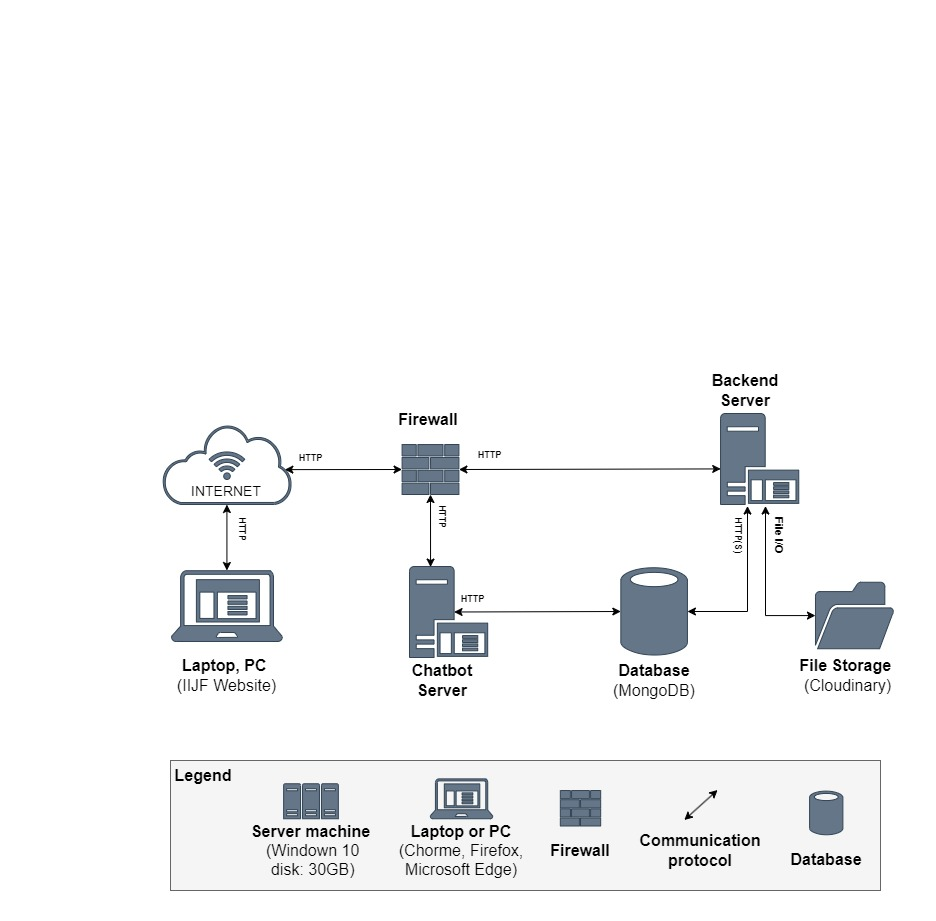 Backend
Server
Firewall
HTTP
HTTP
INTERNET
HTTP
HTTP
HTTP(S)
File I/O
HTTP
Laptop, PC
(IIJF Website)
Chatbot
Server
Database
(MongoDB)
File Storage
(Cloudinary)
Legend
Server machine
(Window 10
disk: 30GB)
Laptop or PC
(Chorme, Firefox,
Microsoft Edge)
Firewall
Communication
protocol
Database